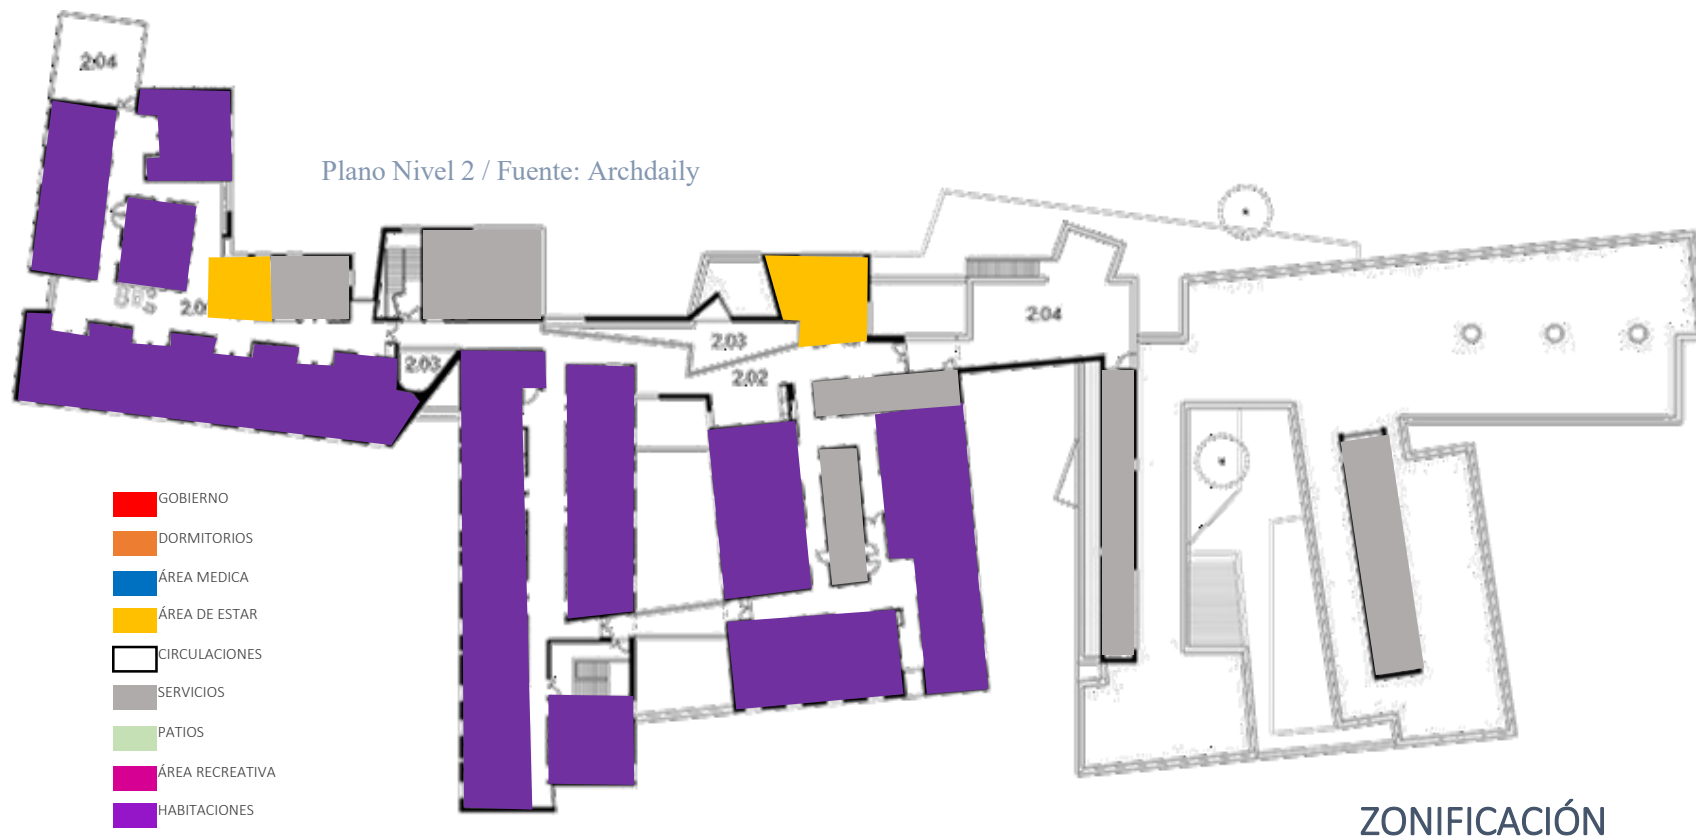 2.04
Plano Nivel 2 / Fuente: Archdaily
2.04
2.03
2.03
2.02
GOBIERNO
DORMITORIOS
ÁREA MEDICA
ÁREA DE ESTAR
CIRCULACIONES
SERVICIOS
PATIOS
ÁREA RECREATIVA
HABITACIONES
ZONIFICACIÓN